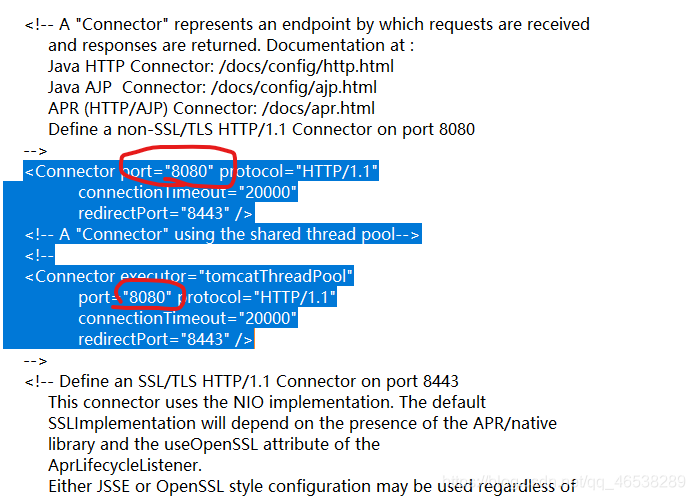 <!-- A "Connector" represents an endpoint by which requests are received
and responses are returned. Documentation at :
Java HTTP Connector: /docs/config/http.html
Java AJP  Connector: /docs/config/ajp.html
APR (HTTP/AJP) Connector: /docs/apr.html
Define a non-SSL/TLS HTTP/1.1 Connector on port 8080
-->
<Connector port="8080" protocol="HTTP/1.1"
connectionTimeout="20000"
redirectPort="8443" />
<!-- A "Connector" using the shared thread pool-->
<!--
<Connector executor="tomcatThreadPool"
port="8080" protocol="HTTP/1.1"
connectionTimeout="20000"
redirectPort="8443" />
-->
<!-- Define an SSL/TLS HTTP/1.1 Connector on port 8443
This connector uses the NIO implementation. The default
SSLImplementation will depend on the presence of the APR/native
library and the useOpenSSL attribute of the
AprLifecycleListener.
Either JSSE or OpenSSL style configuration may be used regardless of
https://blog.csdn.net/qq_46538289